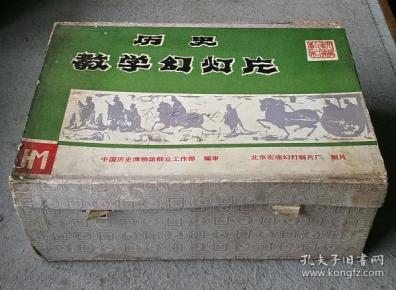 历史
教学幻灯片
HM
中国历史博物馆群众工作部 编审
北京宏声幻灯制片厂 制片
孔夫子旧书网
www.kongfz.com